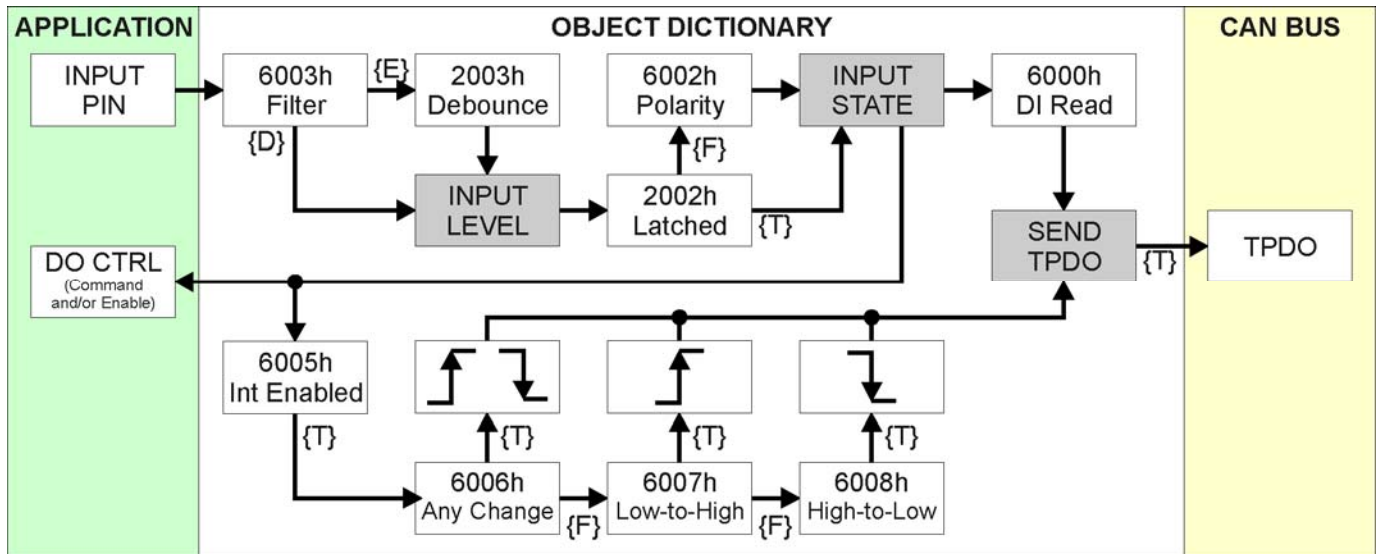 APPLICATION
OBJECT DICTIONARY
CAN BUS
INPUT
PIN
6003h
Filter
{E}
{D}
2003h
Debounce
6002h
Polarity
INPUT
STATE
6000h
DI Read
{F}
INPUT
LEVEL
2002h
Latched
{T}
SEND
TPDO
{T}
TPDO
DO CTRL
(Command
and/or Enable)
6005h
Int Enabled
{T}
{T}
{T}
{T}
6006h
Any Change
{F}
6007h
Low-to-High
{F}
6008h
High-to-Low